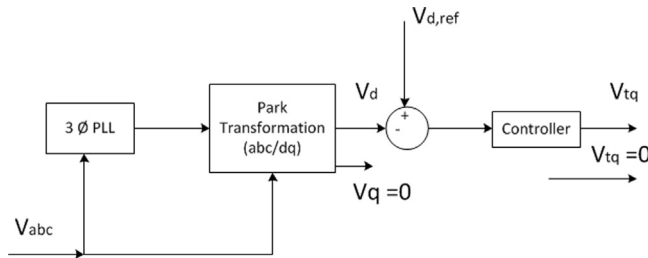 Vd,ref
+
-
Vd
3 Ø PLL
Park
Transformation
(abc/dq)
Controller
Vtq
Vtq =0
Vq =0
Vabc